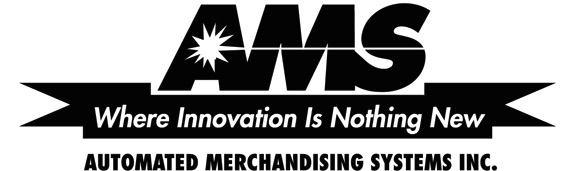 AMS
Where Innovation Is Nothing New
AUTOMATED MERCHANDISING SYSTEMS INC.